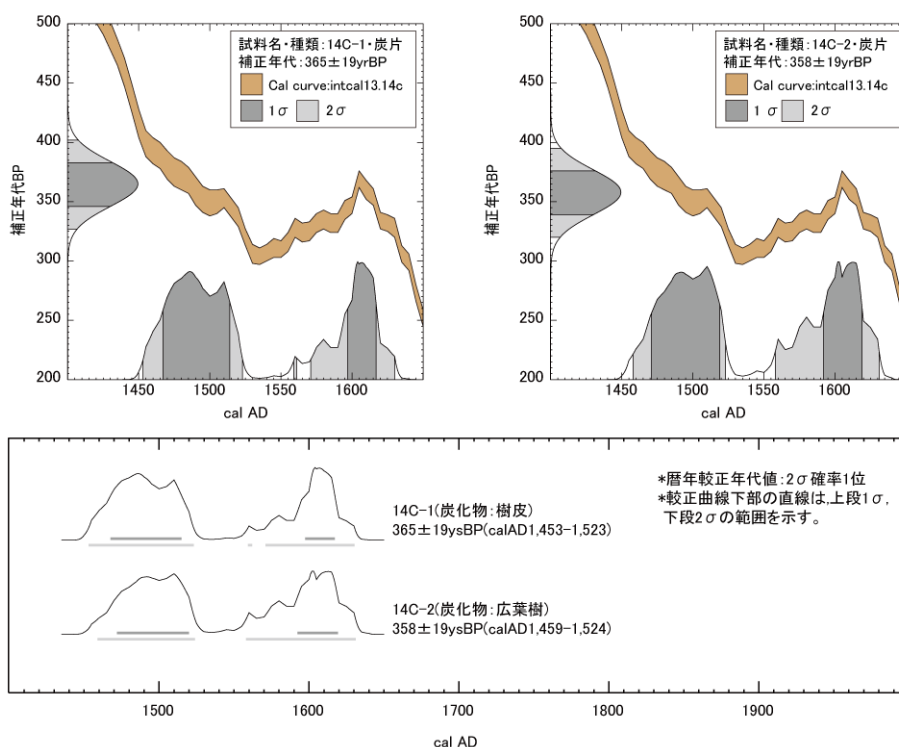 500
450
400
350
300
250
200
補正年代BP
試料名・種類：14C-1・炭片
補正年代：365±19yrBP
Cal curve:intcal13.14c
1σ 2σ
1450 1500 1550 1600
cal AD
500
450
400
350
300
250
200
補正年代BP
試料名・種類：14C-2・炭片
補正年代：358±19yrBP
Cal curve:intcal13.14c
1σ 2σ
1450 1500 1550 1600
cal AD
14C-1(炭化物：樹皮)
365±19ysBP(calAD1,453-1,523)
14C-2(炭化物：広葉樹)
358±19ysBP(calAD1,459-1,524)
*暦年較正年代値：2σ確率1位
*較正曲線下部の直線は、上段1σ，
下段2σの範囲を示す。
1500 1600 1700 1800 1900
cal AD